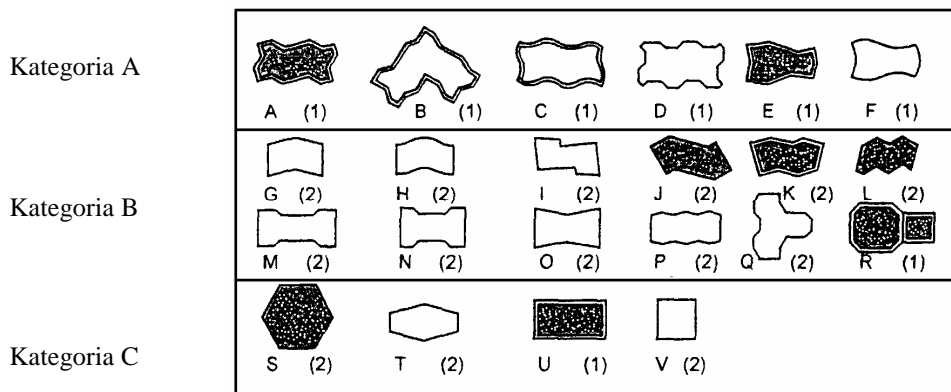 Kategoria A
A (1) B (1) C (1) D (1) E (1) F (1)
Kategoria B
G (2) H (2) I (2) J (2) K (2) L (2)
M (2) N (2) O (2) P (2) Q (2) R (1)
Kategoria C
S (2) T (2) U (1) V (2)